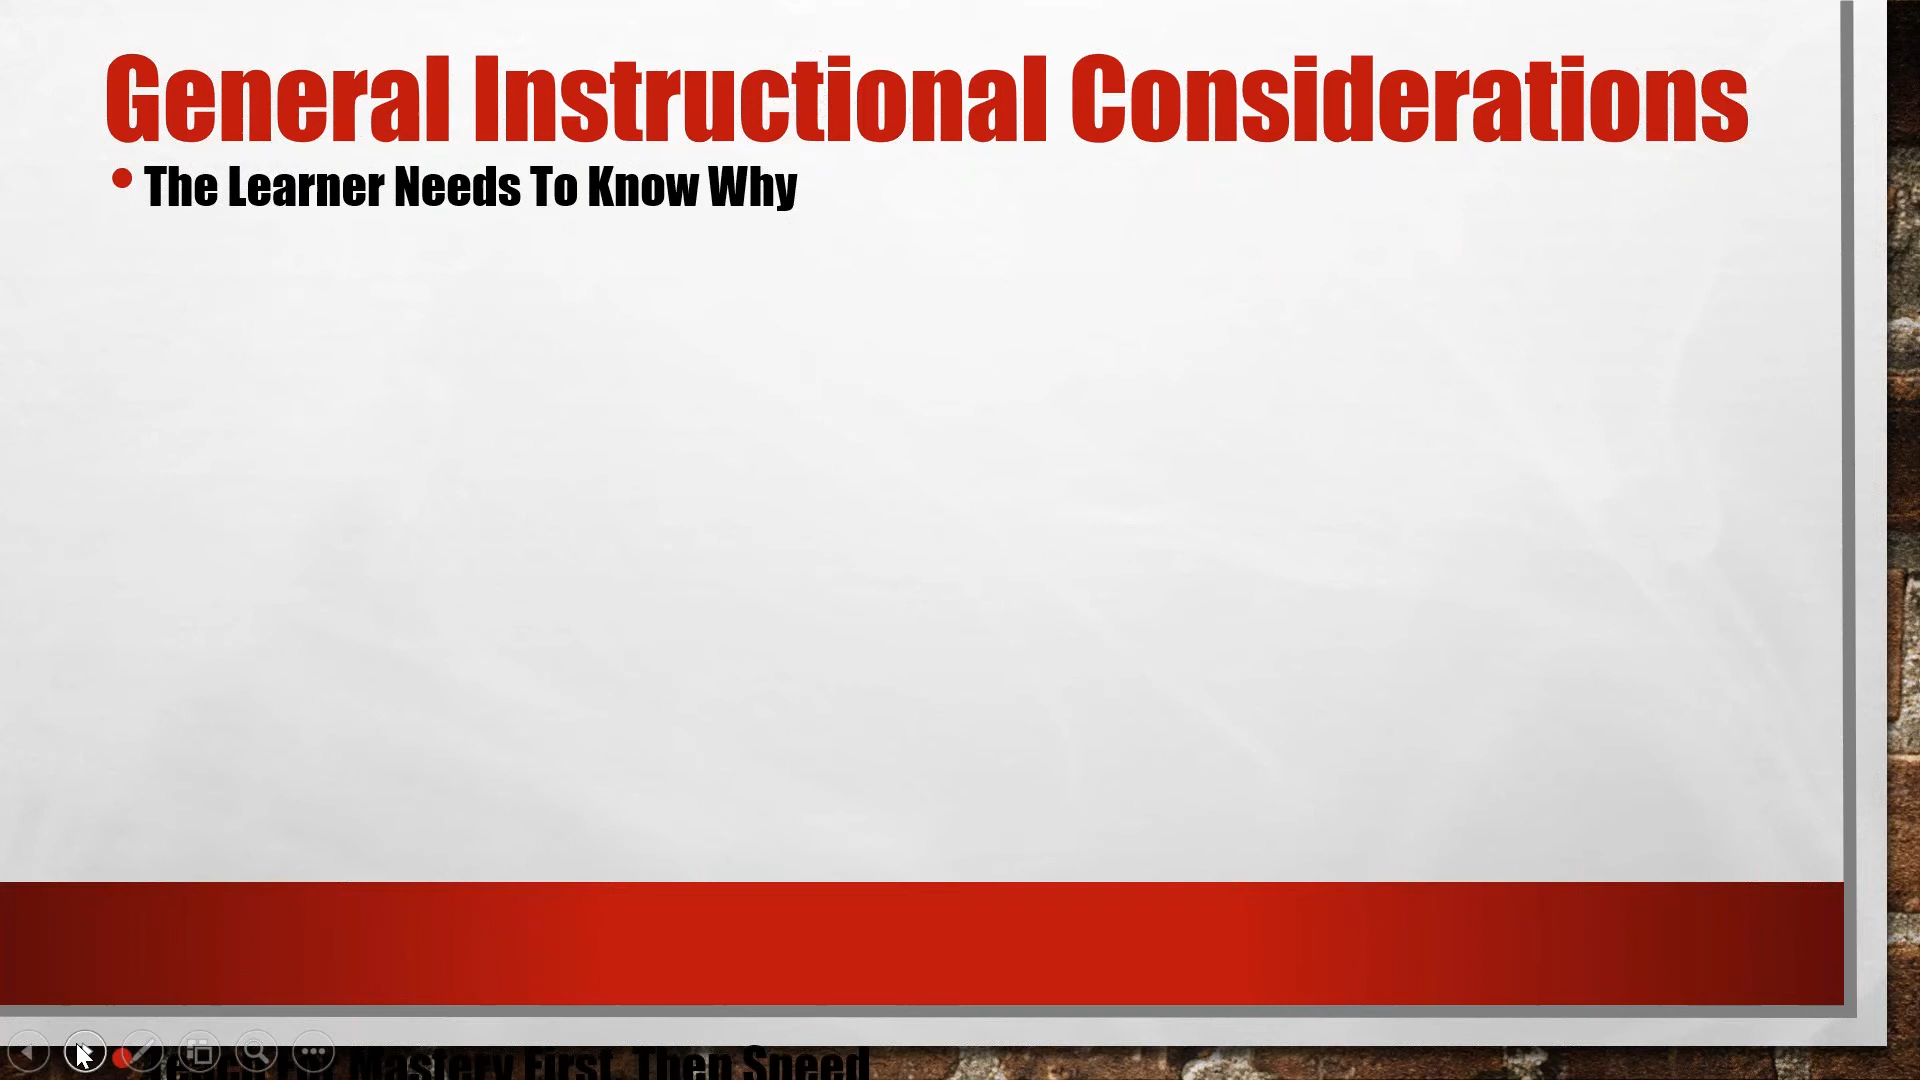 General Instructional Considerations
• The Learner Needs To Know Why
Mastery First, Then Speed